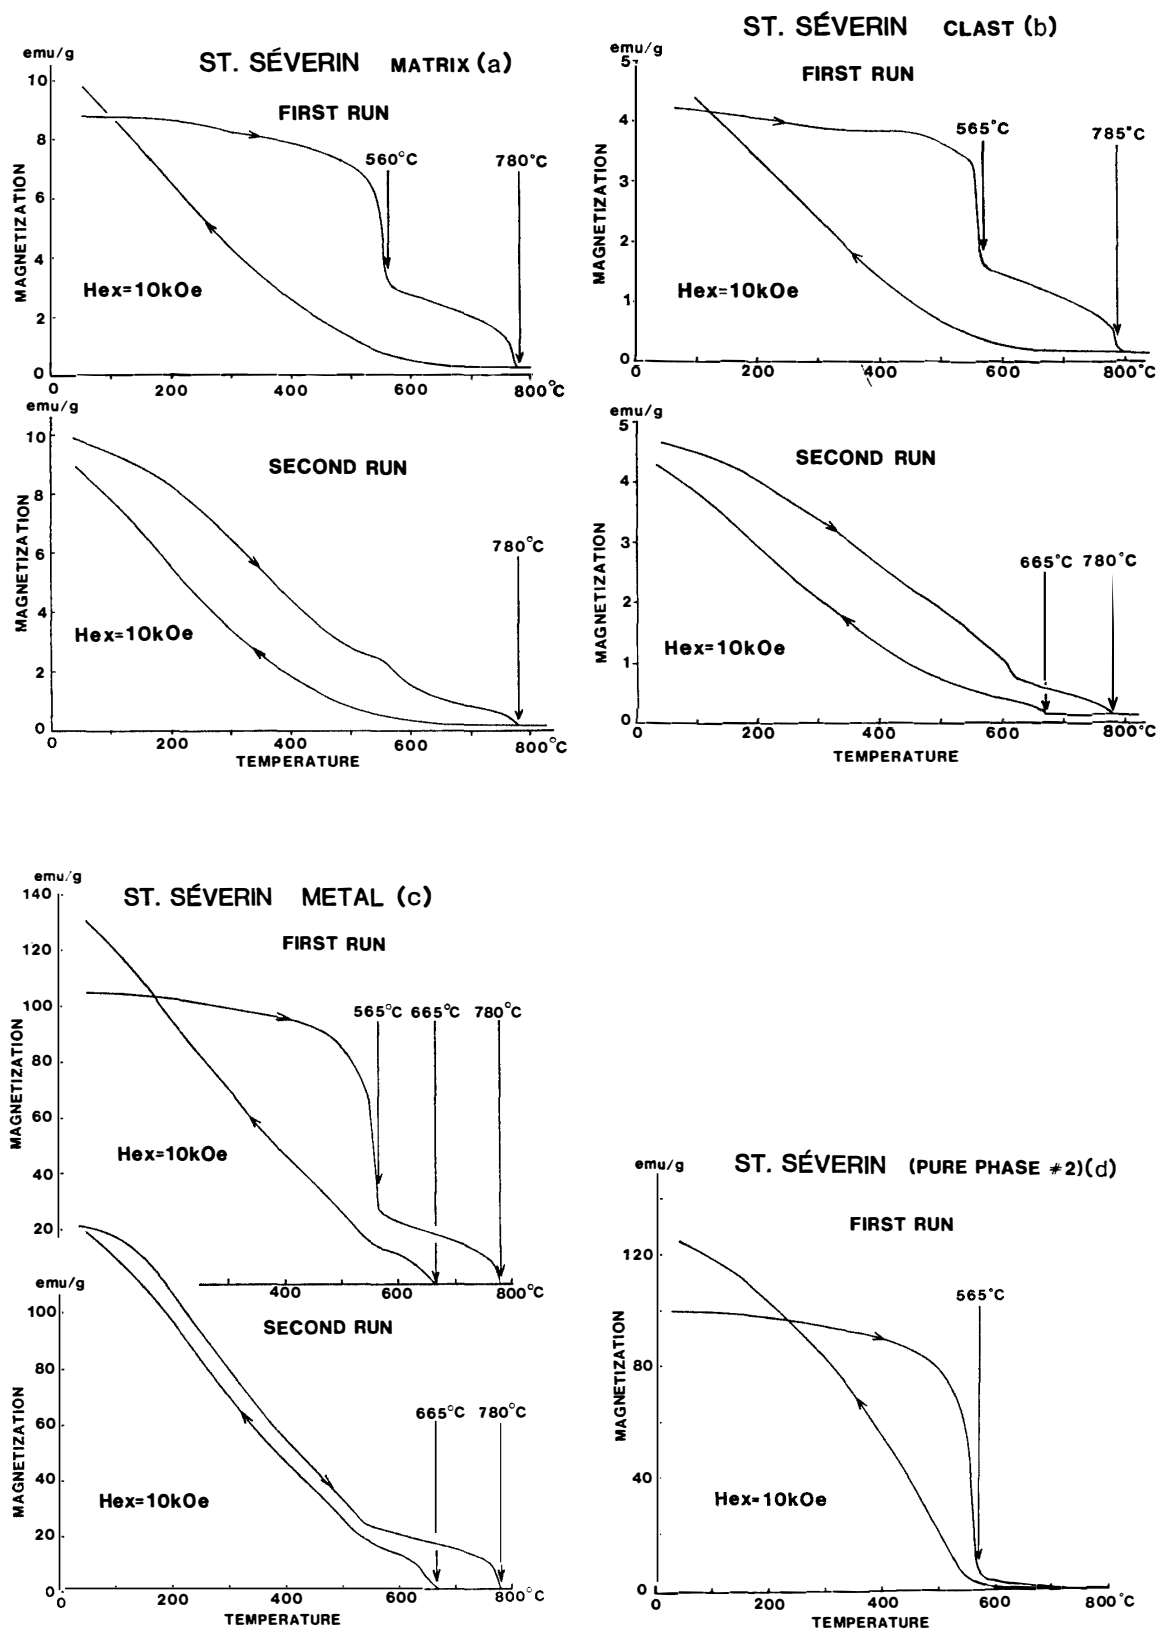 ST. SÉVERIN MATRIX (a)
emu/g
FIRST RUN
10
8
6
4
2
0
MAGNETIZATION
560°C
780°C
Hex=10kOe
200
400
600
800°C
emu/g
SECOND RUN
10
8
6
4
2
0
MAGNETIZATION
780°C
Hex=10kOe
0
200
400
600
800°C
TEMPERATURE
ST. SÉVERIN CLAST (b)
emu/g
FIRST RUN
5
4
3
2
1
0
MAGNETIZATION
565°C
785°C
Hex=10kOe
200
400
600
800°C
emu/g
SECOND RUN
5
4
3
2
1
0
MAGNETIZATION
665°C 780°C
Hex=10kOe
0
200
400
600
800°C
TEMPERATURE
emu/g
ST. SÉVERIN METAL (c)
FIRST RUN
140
120
100
80
60
40
20
MAGNETIZATION
565°C 665°C 780°C
Hex=10kOe
400
600
800°C
emu/g
SECOND RUN
100
80
60
40
20
0
MAGNETIZATION
665°C 780°C
Hex=10kOe
0
200
400
600
800°C
TEMPERATURE
emu/g
ST. SÉVERIN (PURE PHASE #2)(d)
FIRST RUN
120
80
40
0
MAGNETIZATION
565°C
Hex=10kOe
0
200
400
600
800°C
TEMPERATURE